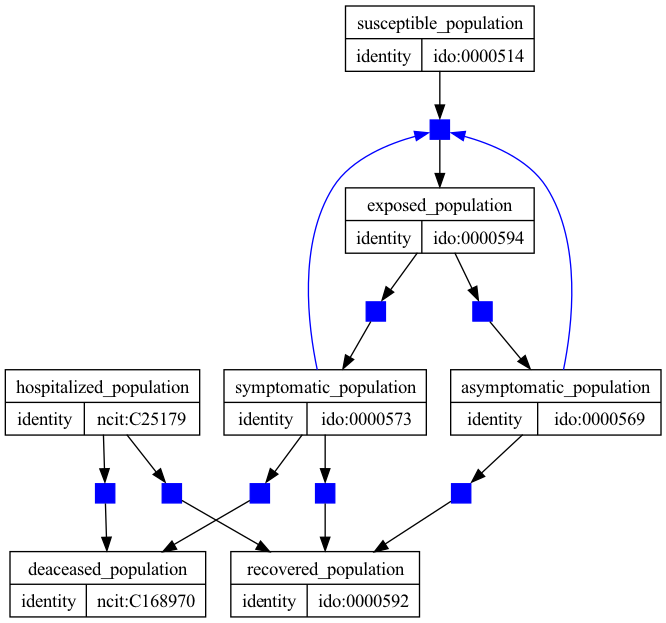 susceptible_population
identity ido:0000514
exposed_population
identity ido:0000594
hospitalized_population
identity ncit:C25179
symptomatic_population
identity ido:0000573
asymptomatic_population
identity ido:0000569
deaceased_population
identity ncit:C168970
recovered_population
identity ido:0000592